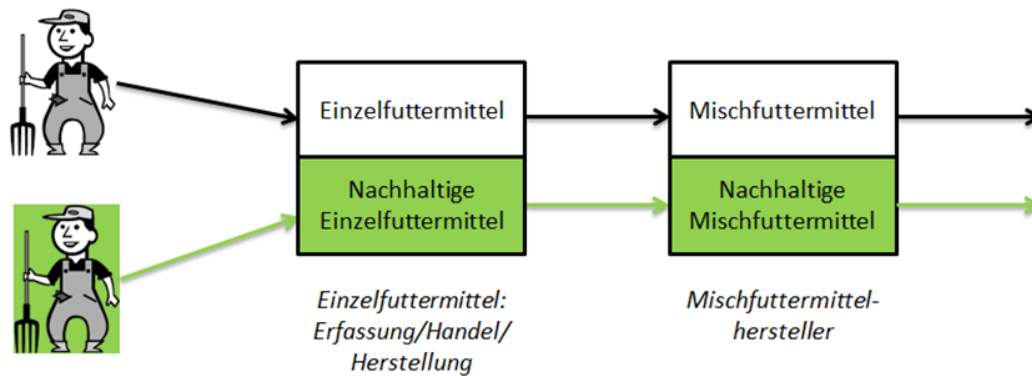 Einzelfuttermittel
Mischfuttermittel
Nachhaltige
Einzelfuttermittel
Nachhaltige
Mischfuttermittel
Einzelfuttermittel:
Erfassung/Handel/
Herstellung
Mischfuttermittel-
hersteller